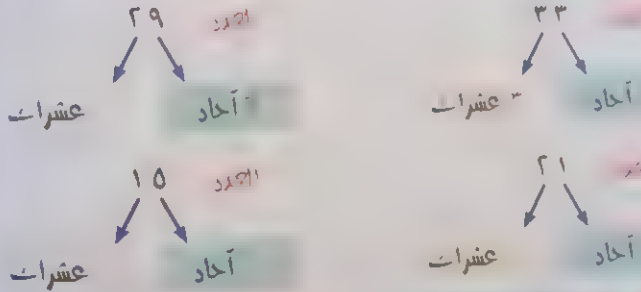 ٣٣
العدد ٢٩
آحاد عشرات
آحاد عشرات
٢١
العدد ١٥
آحاد عشرات
آحاد عشرات